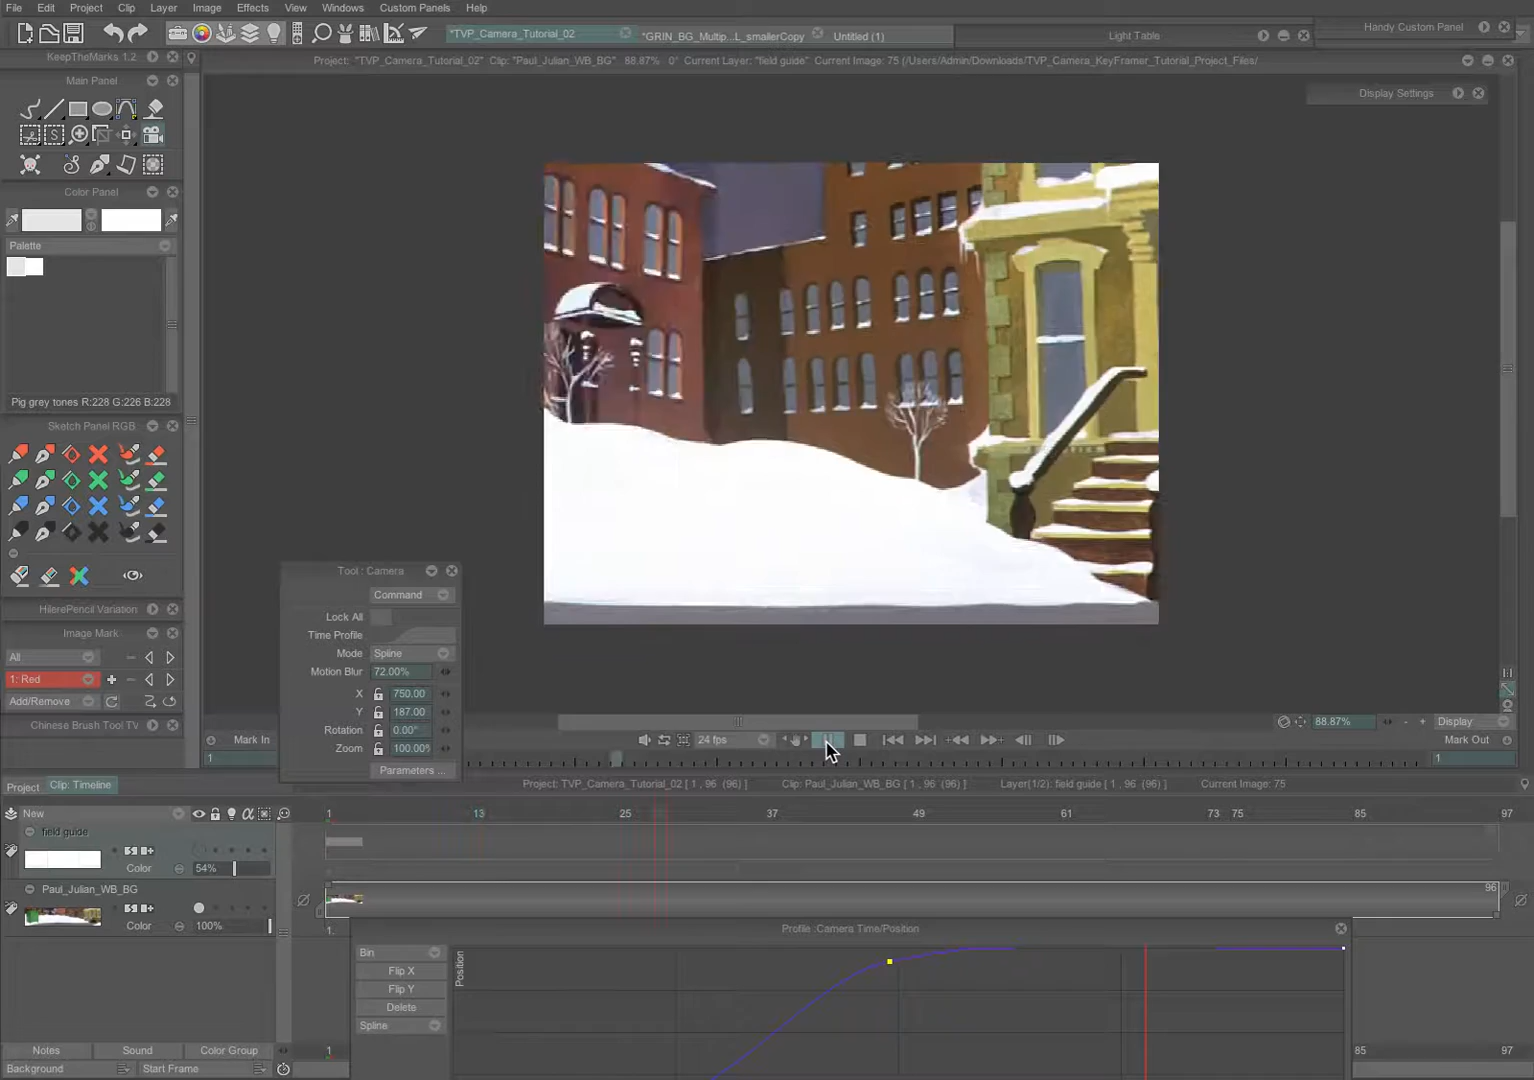 File Edit Project Clip Layer Image Effects View Tools Windows Custom Panels Help
*TVP_Camera_Tutorial_02 *GRIN_BG_Multip...L_smallerCopy Untitled (1) Light Table Handy Custom Panel
KeepTheMarks 1.2 Project: "TVP_Camera_Tutorial_02" Clip: "Paul_Julian_WB_BG" 88.87% 0° Current Layer: "field guide" Current Image: 75 (/Users/Admin/Downloads/TVP_Camera_KeyFramer_Tutorial_Project_Files/
Main Panel
Display Settings
Color Panel
Palette
Pig grey tones R:228 G:226 B:228
Sketch Panel RGB
Tool : Camera
Command
HilerePencil Variation
Lock All
Image Mark
Time Profile
All
Mode Spline
Motion Blur 72.00%
1: Red
X 750.00
Add/Remove
Y 187.00
Chinese Brush Tool TV
Rotation 0.00°
1:1
88.87% - + Display
Mark In
Zoom 100.00%
24 fps
Mark Out
1
Parameters ...
1
Project Clip: Timeline
Project: TVP_Camera_Tutorial_02 [ 1 , 96 (96) ] Clip: Paul_Julian_WB_BG [ 1 , 96 (96) ] Layer(1/2): field guide [ 1 , 96 (96) ] Current Image: 75
New
1 13 25 37 49 61 73 75 85 97
field guide
Color 54%
Paul_Julian_WB_BG
96
Color 100%
1.
Profile :Camera Time/Position
Bin
Position
Flip X
Flip Y
Delete
Spline
Notes Sound Color Group
1
85 97
Background Start Frame